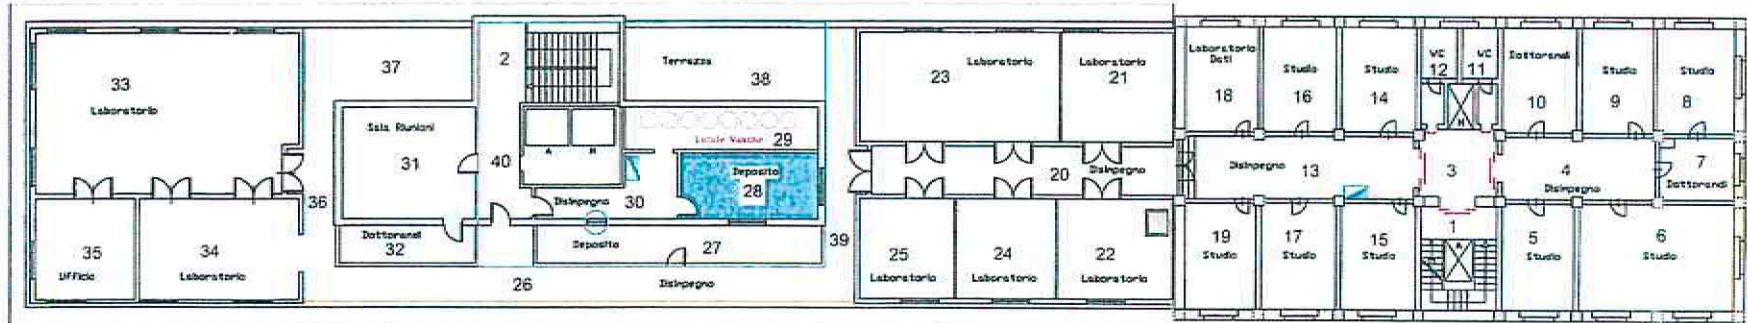 33
Laboratorio
37
2
Terrazza
38
23
Laboratorio
Laboratorio
21
Laboratorio
Dati
18
Studio
16
Studio
14
WC
12
WC
11
Dottorandi
10
Studio
9
Studio
8
Sala Riunioni
31
40
A
29
30
Disimpegno
Deposito
28
20
Disimpegno
Disimpegno
13
3
4
Disimpegno
7
Dottorandi
36
35
Ufficio
34
Laboratorio
Dottorandi
32
Deposito
27
39
26
Disimpegno
25
Laboratorio
24
Laboratorio
22
Laboratorio
19
Studio
17
Studio
15
Studio
1
5
Studio
6
Studio